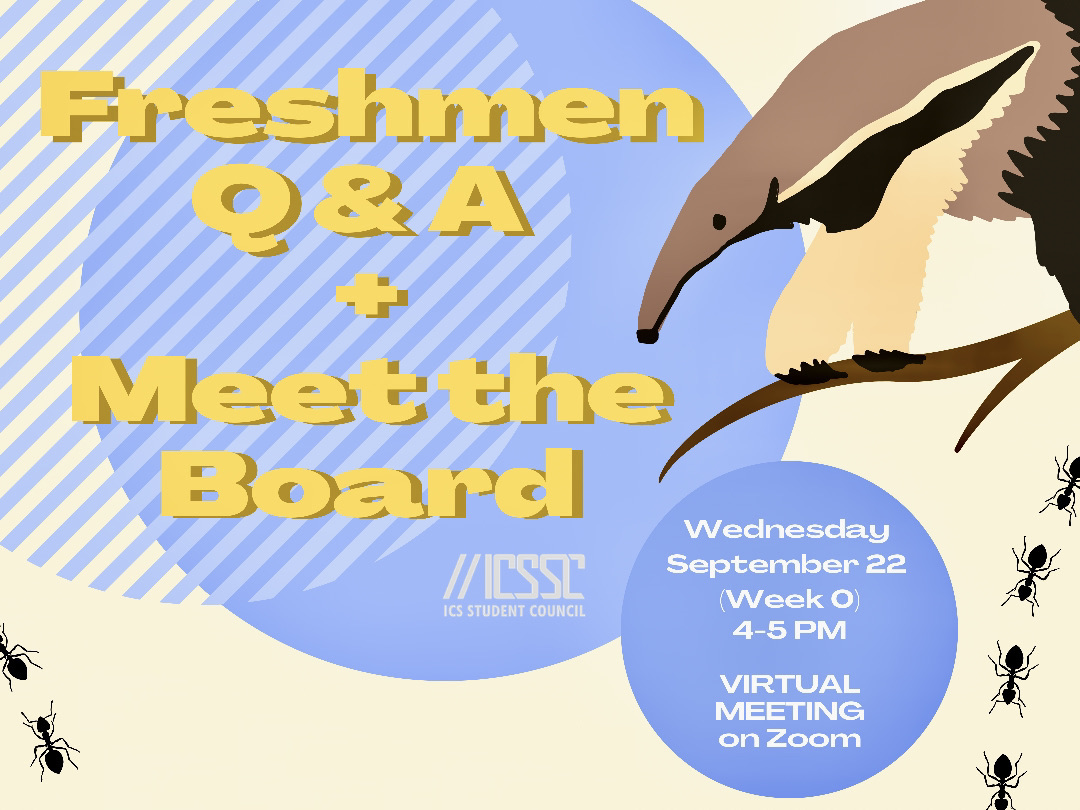 Freshmen
Q & A
+
Meet the
Board
//ICSSC
ICS STUDENT COUNCIL
Wednesday
September 22
(Week 0)
4-5 PM
VIRTUAL
MEETING
on Zoom